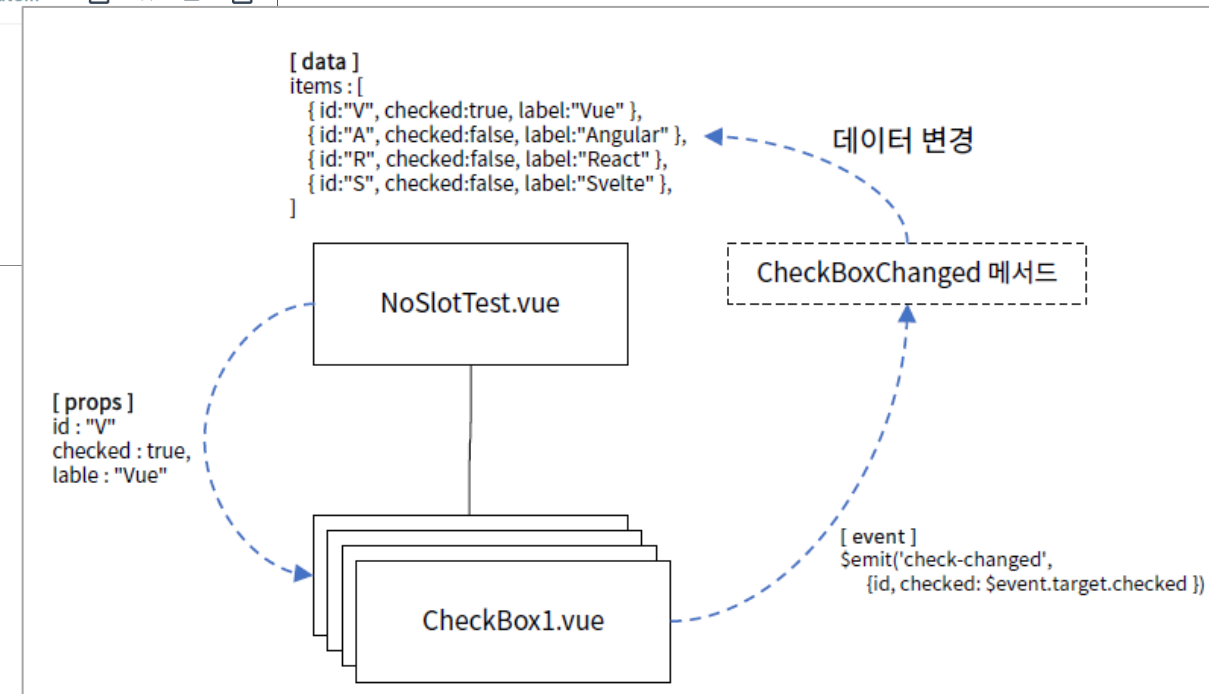 [ data ]
items : [
{ id:"V", checked:true, label:"Vue" },
{ id:"A", checked:false, label:"Angular" },
{ id:"R", checked:false, label:"React" },
{ id:"S", checked:false, label:"Svelte" },
]
데이터 변경
CheckBoxChanged 메서드
NoSlotTest.vue
[ props ]
id : "V"
checked : true,
lable : "Vue"
[ event ]
$emit('check-changed',
{id, checked: $event.target.checked })
CheckBox1.vue